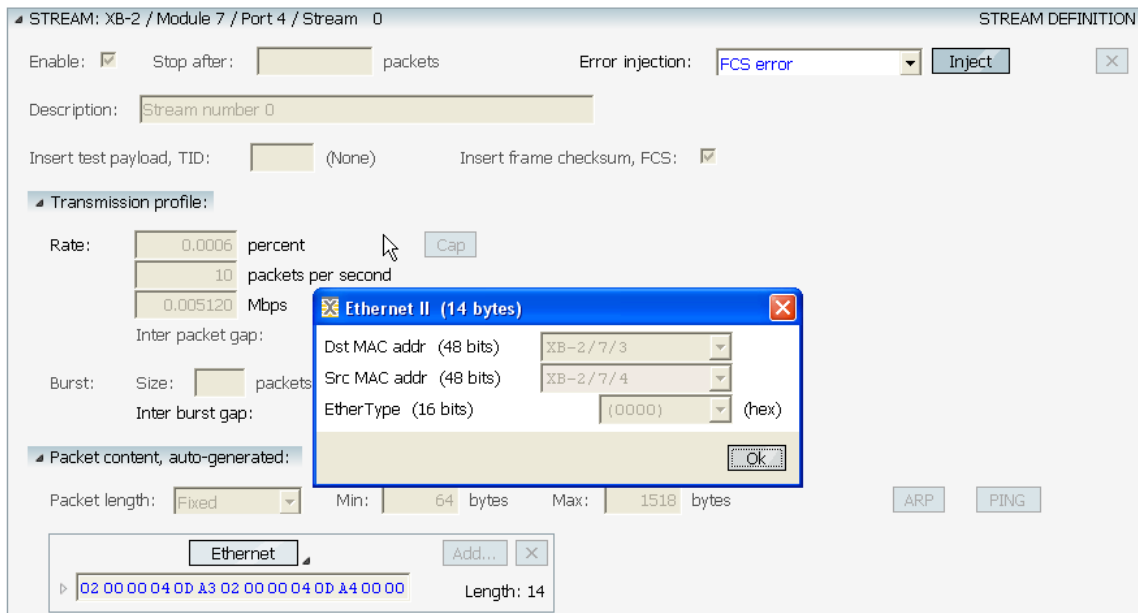 STREAM: XB-2 / Module 7 / Port 4 / Stream 0 STREAM DEFINITION
Enable: Stop after: packets Error injection: FCS error Inject X
Description: Stream number 0
Insert test payload, TID: (None) Insert frame checksum, FCS:
Transmission profile:
Rate: 0.0006 percent Cap
10 packets per second
0.005120 Mbps
Inter packet gap:
Burst: Size: packets
Inter burst gap:
Ethernet II (14 bytes)
Dst MAC addr (48 bits) XB-2/7/3
Src MAC addr (48 bits) XB-2/7/4
EtherType (16 bits) (0000) (hex)
Ok
Packet content, auto-generated:
Packet length: Fixed Min: 64 bytes Max: 1518 bytes ARP PING
Ethernet Add... X
02 00 00 04 0D A3 02 00 00 04 0D A4 00 00 Length: 14